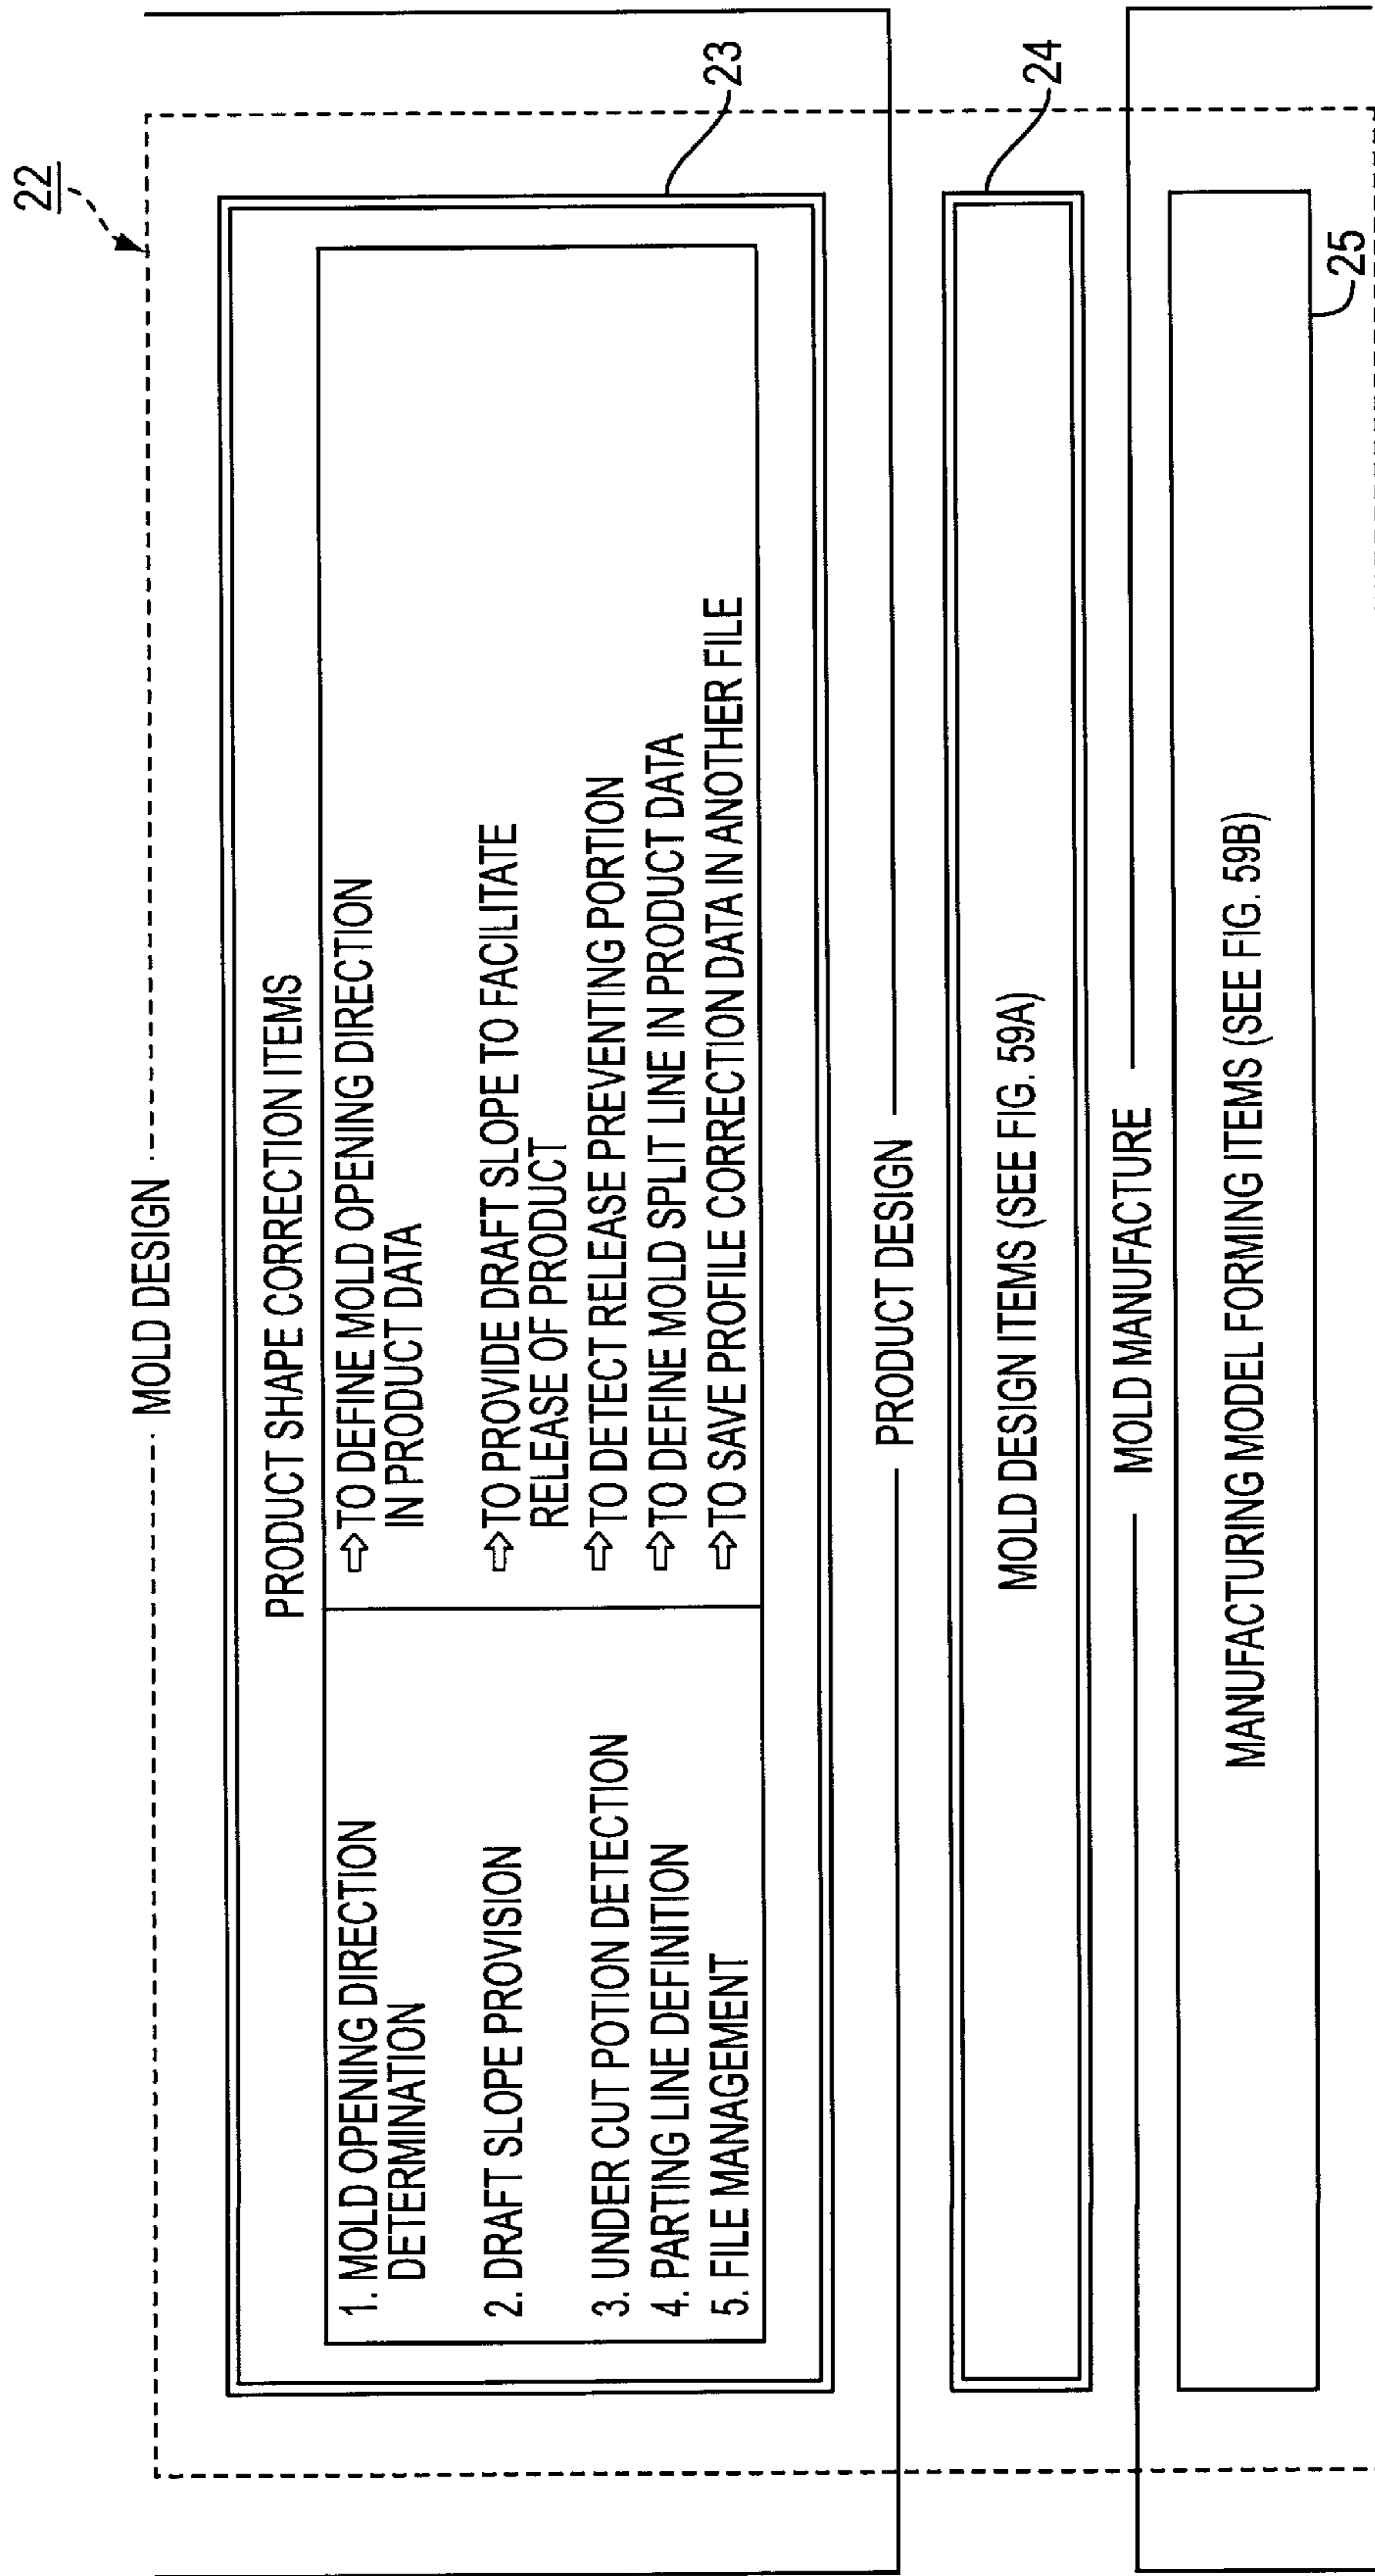 22
MOLD DESIGN
23
PRODUCT SHAPE CORRECTION ITEMS
1. MOLD OPENING DIRECTION
DETERMINATION
⇨TO DEFINE MOLD OPENING DIRECTION
IN PRODUCT DATA
2. DRAFT SLOPE PROVISION
⇨TO PROVIDE DRAFT SLOPE TO FACILITATE
RELEASE OF PRODUCT
3. UNDER CUT POTION DETECTION
⇨TO DETECT RELEASE PREVENTING PORTION
4. PARTING LINE DEFINITION
⇨TO DEFINE MOLD SPLIT LINE IN PRODUCT DATA
5. FILE MANAGEMENT
⇨TO SAVE PROFILE CORRECTION DATA IN ANOTHER FILE
PRODUCT DESIGN
24
MOLD DESIGN ITEMS (SEE FIG. 59A)
MOLD MANUFACTURE
MANUFACTURING MODEL FORMING ITEMS (SEE FIG. 59B)
25